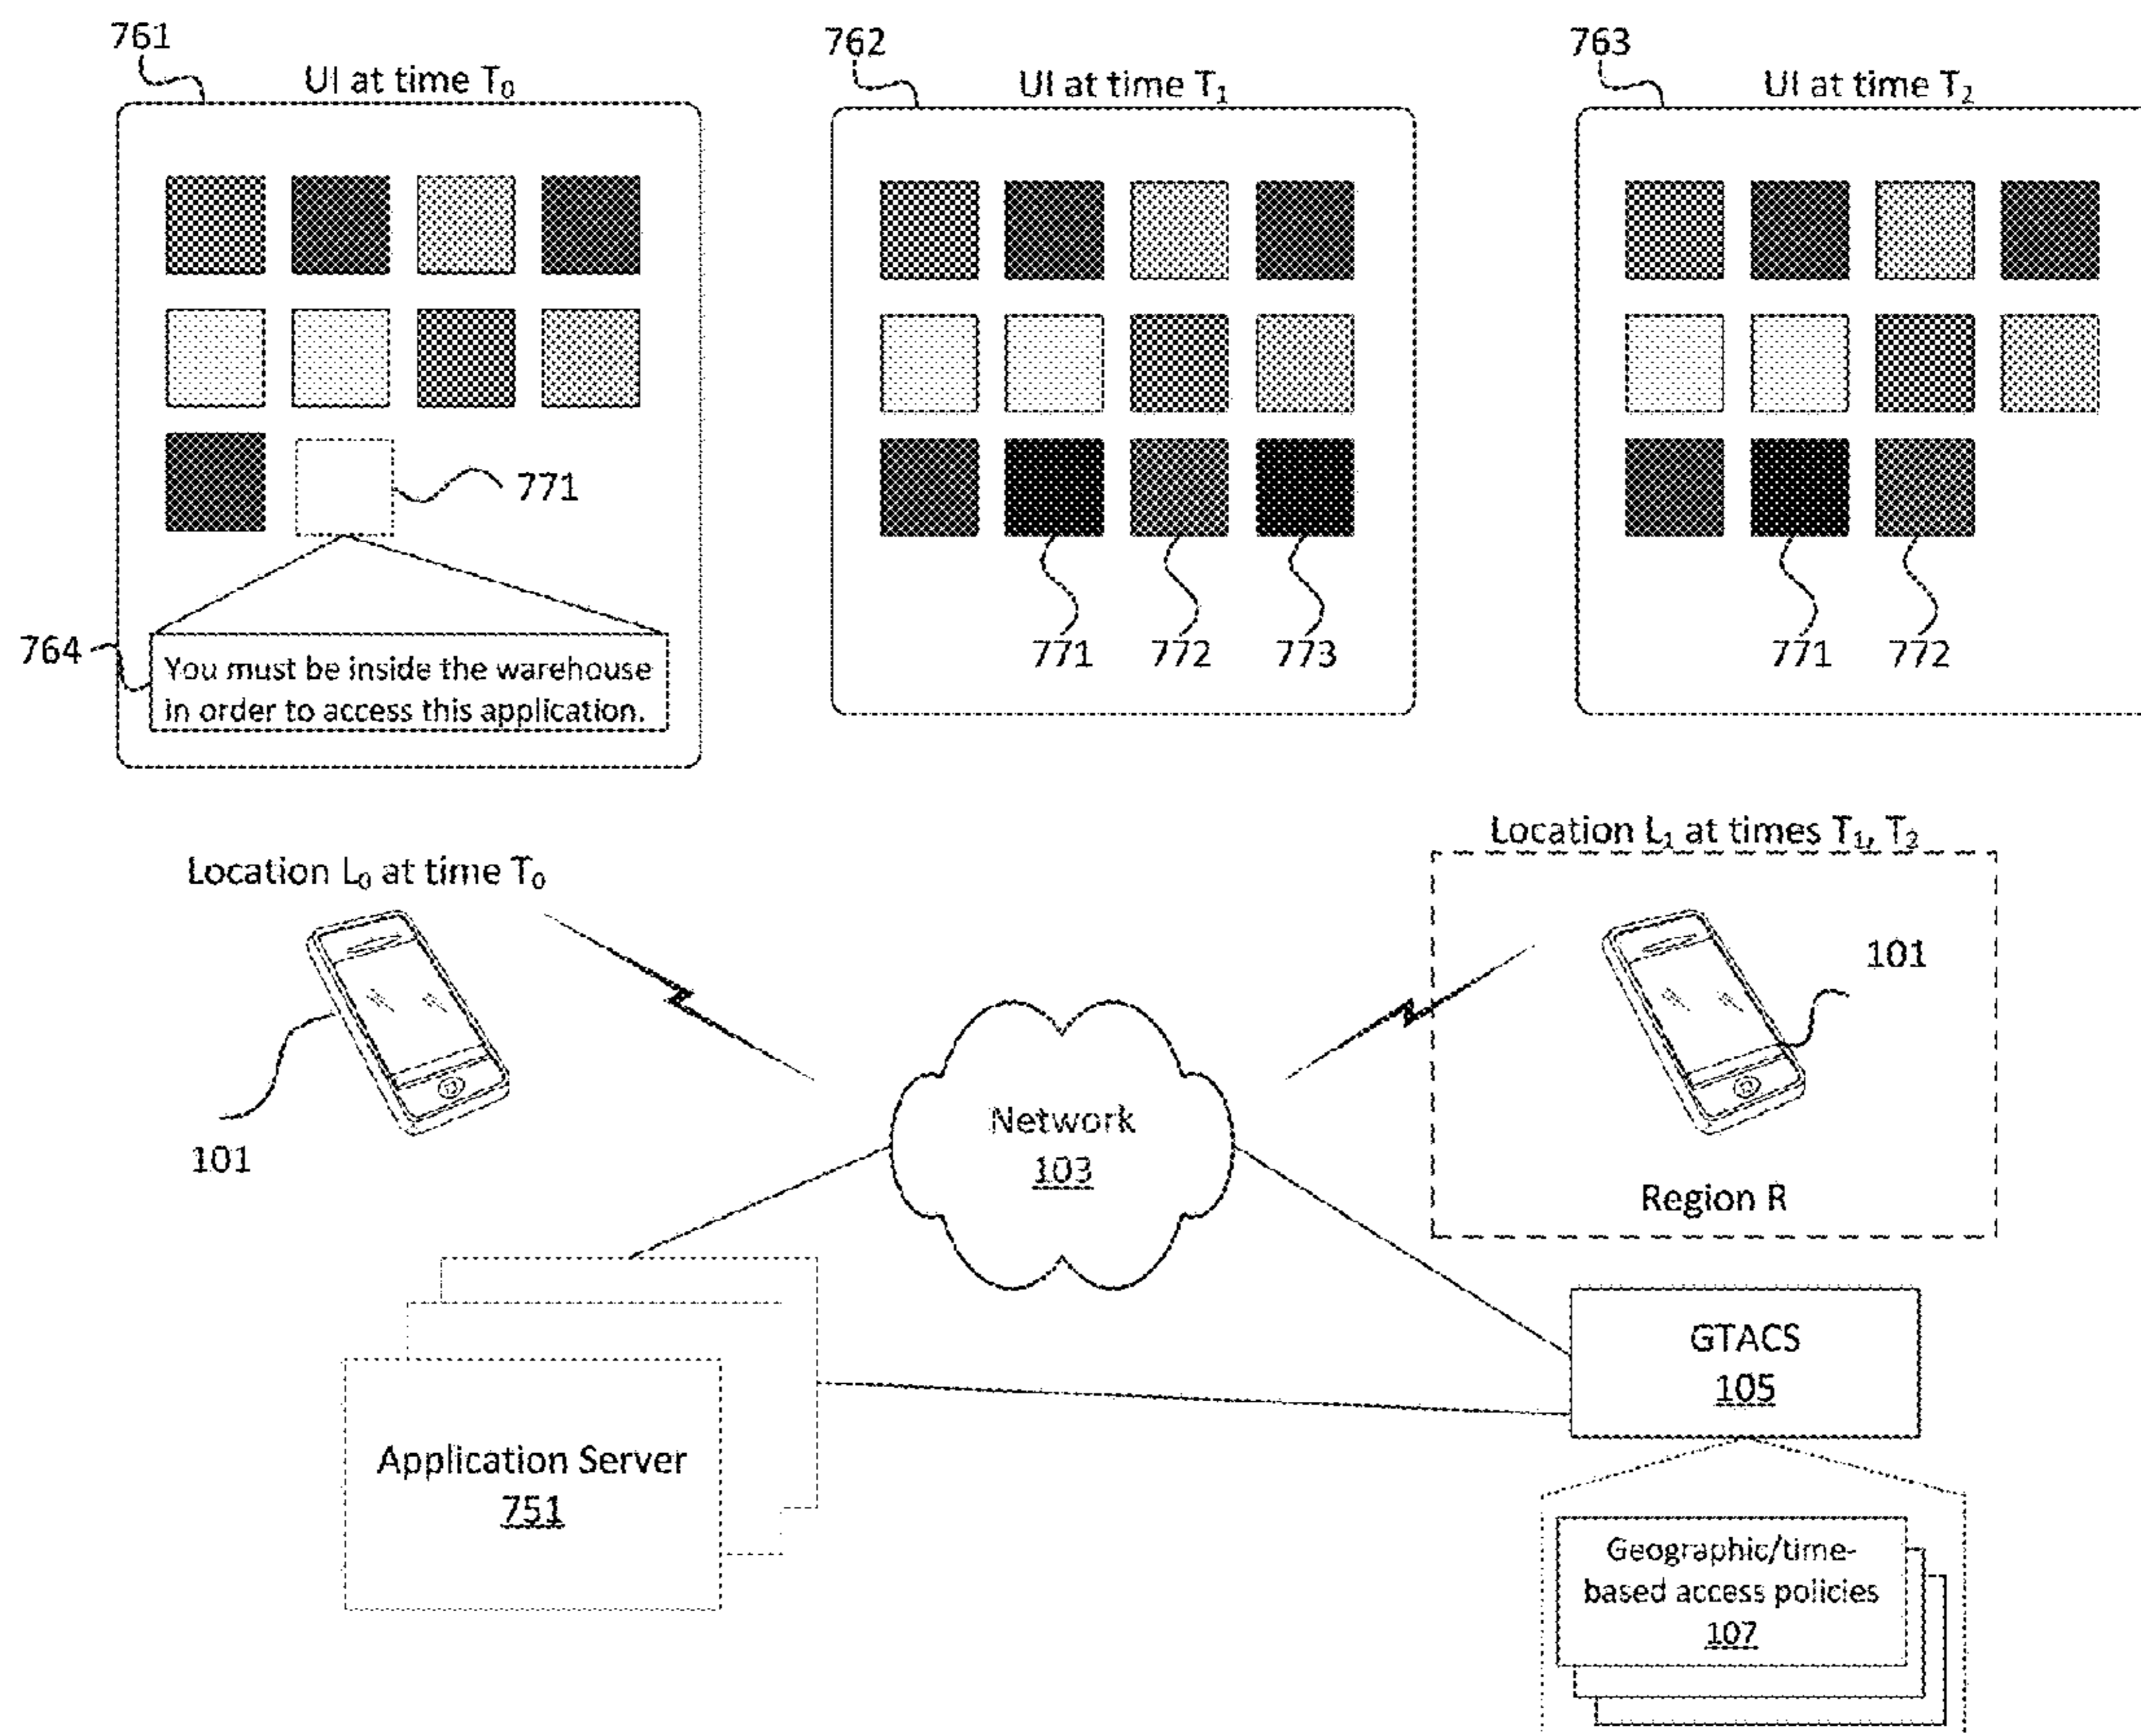 761
UI at time T₀
762
UI at time T₁
763
UI at time T₂
771
764
You must be inside the warehouse
in order to access this application.
771
772
773
771
772
Location L₀ at time T₀
Location L₁ at times T₁, T₂
101
101
Network
103
Region R
GTACS
105
Application Server
751
Geographic/time-
based access policies
107